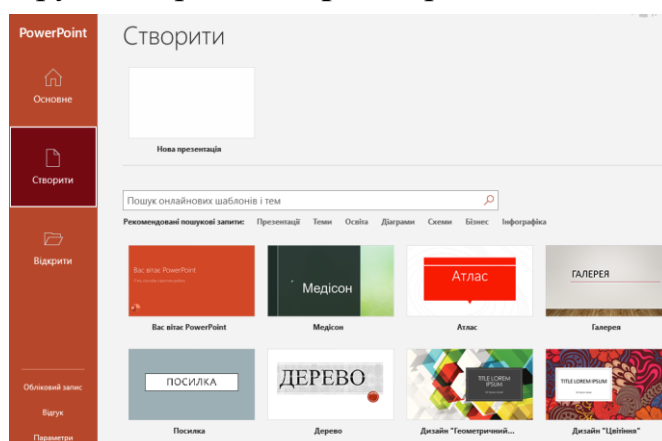 PowerPoint
Основне
Створити
Відкрити
Обліковий запис
Відгук
Параметри
Створити
Нова презентація
Пошук онлайнових шаблонів і тем
Рекомендовані пошукові запити: Презентації Теми Освіта Діаграми Схеми Бізнес Інфографіка
Вас вітає PowerPoint
Медісон
Атлас
ГАЛЕРЕЯ
Вас вітає PowerPoint Медісон Атлас Галерея
ПОСИЛКА
ДЕРЕВО
TITLE LOREM
IPSUM
TITLE LOREM IPSUM
Посилка Дерево Дизайн "Геометричний... Дизайн "Цвітіння"